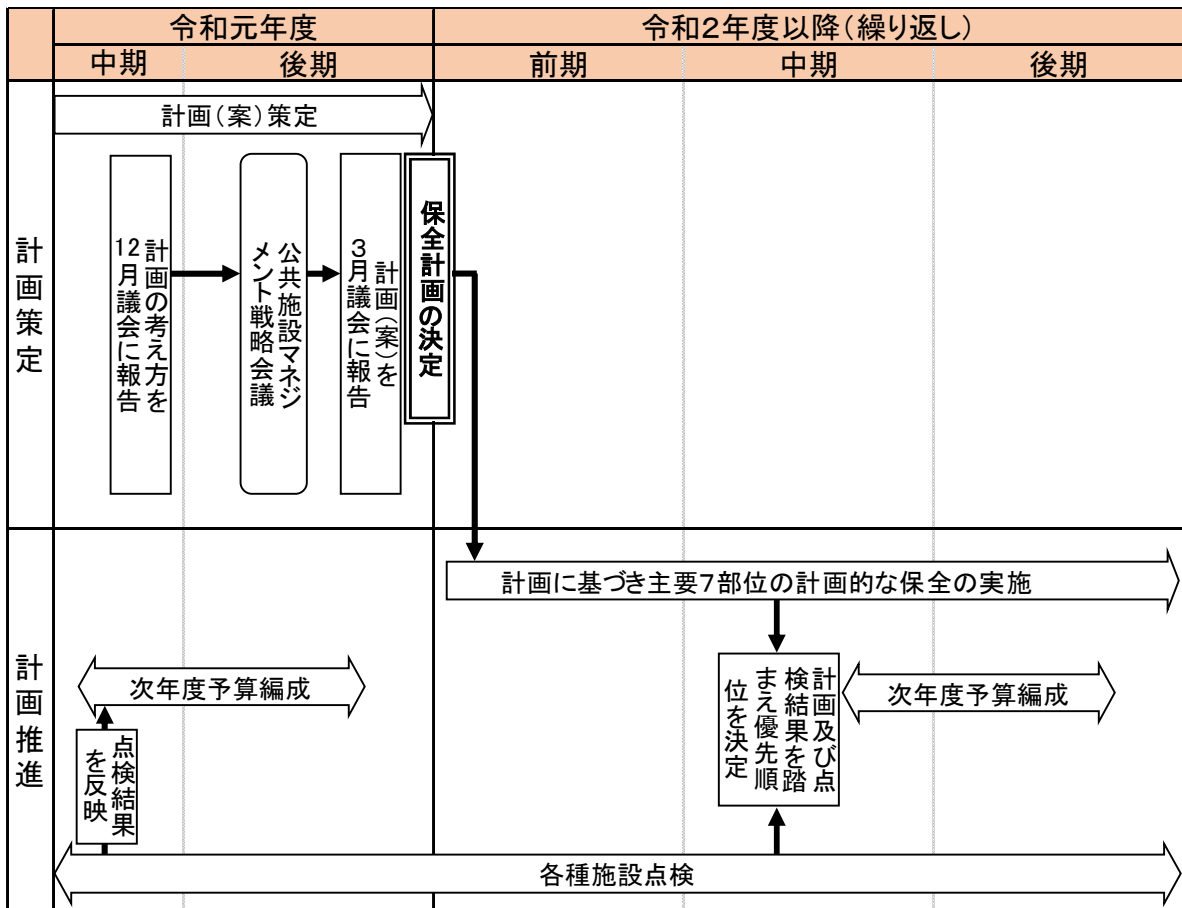 令和元年度
令和2年度以降(繰り返し)
中期
後期
前期
中期
後期
計画策定
計画(案)策定
計画の考え方を
12月議会に報告
公共施設マネジ
メント戦略会議
計画(案)を
3月議会に報告
保全計画の決定
計画推進
計画に基づき主要7部位の計画的な保全の実施
次年度予算編成
点検結果
を反映
計画及び点
検結果を踏
まえ優先順
位を決定
次年度予算編成
各種施設点検